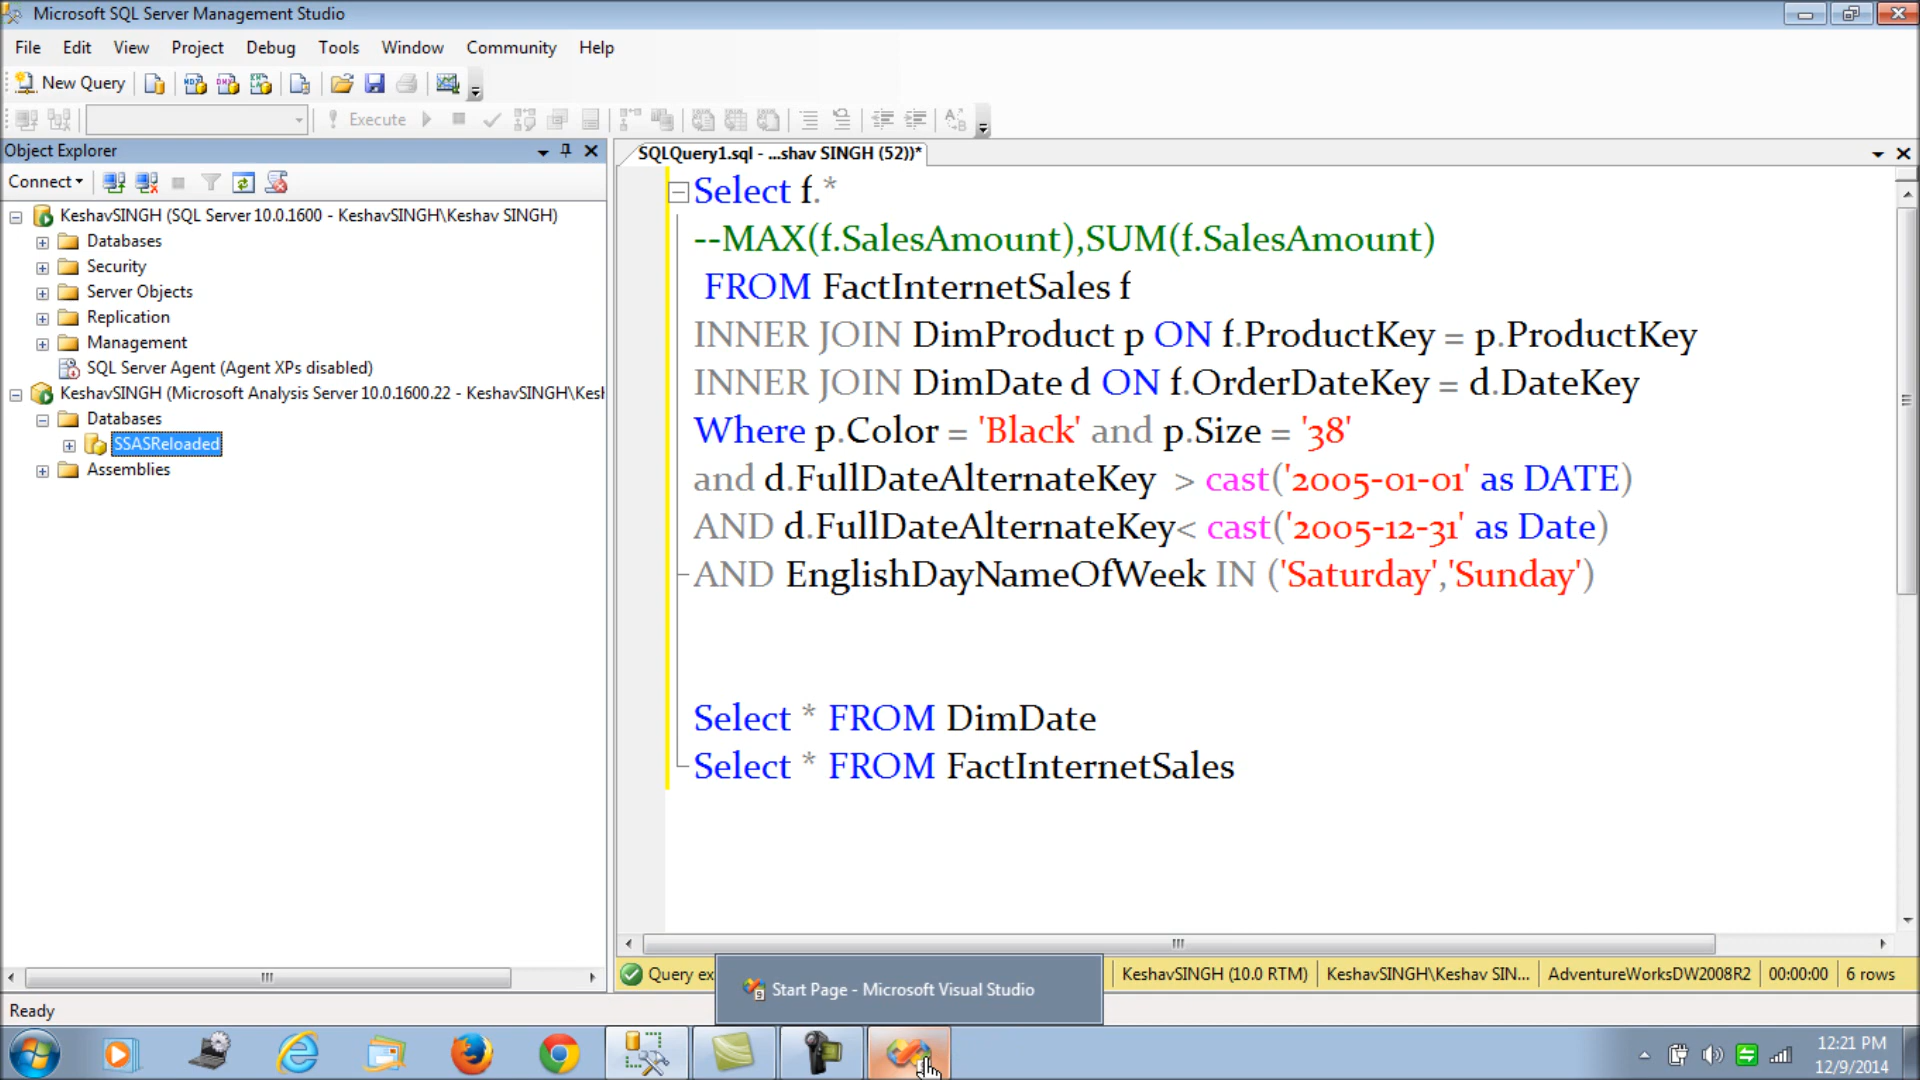 Microsoft SQL Server Management Studio
File Edit View Project Debug Tools Window Community Help
New Query
Execute
Object Explorer
Connect
KeshavSINGH (SQL Server 10.0.1600 - KeshavSINGH\Keshav SINGH)
Databases
Security
Server Objects
Replication
Management
SQL Server Agent (Agent XPs disabled)
KeshavSINGH (Microsoft Analysis Server 10.0.1600.22 - KeshavSINGH\Kesh
Databases
SSASReloaded
Assemblies
SQLQuery1.sql - ...shav SINGH (52))*
Select f.*
--MAX(f.SalesAmount),SUM(f.SalesAmount)
FROM FactInternetSales f
INNER JOIN DimProduct p ON f.ProductKey = p.ProductKey
INNER JOIN DimDate d ON f.OrderDateKey = d.DateKey
Where p.Color = 'Black' and p.Size = '38'
and d.FullDateAlternateKey > cast('2005-01-01' as DATE)
AND d.FullDateAlternateKey< cast('2005-12-31' as Date)
AND EnglishDayNameOfWeek IN ('Saturday','Sunday')
Select * FROM DimDate
Select * FROM FactInternetSales
Query ex
KeshavSINGH (10.0 RTM) KeshavSINGH\Keshav SIN... AdventureWorksDW2008R2 00:00:00 6 rows
Start Page - Microsoft Visual Studio
Ready
12:21 PM
12/9/2014